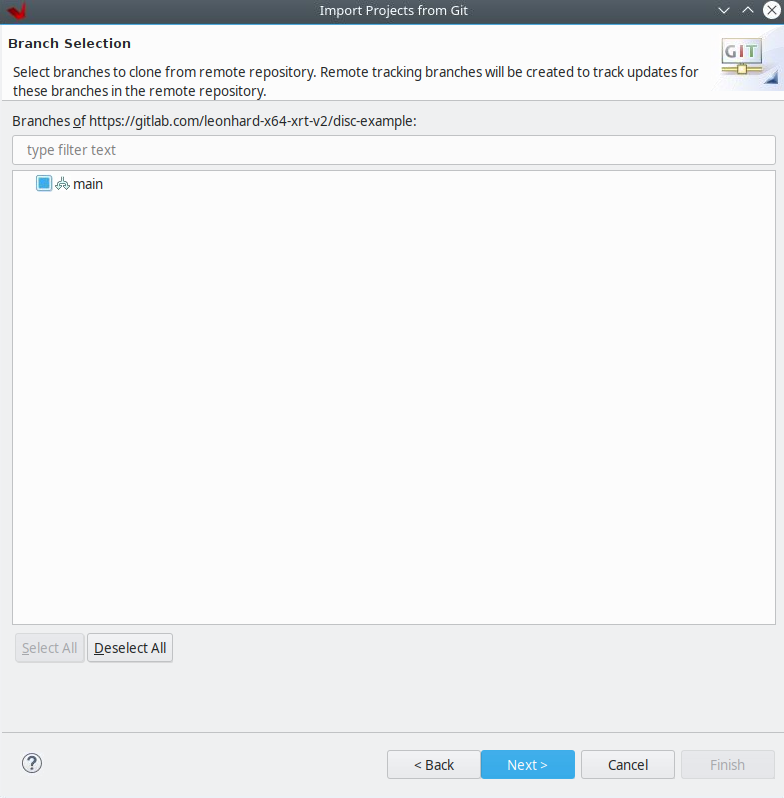 Import Projects from Git
Branch Selection
GIT
Select branches to clone from remote repository. Remote tracking branches will be created to track updates for
these branches in the remote repository.
Branches of https://gitlab.com/leonhard-x64-xrt-v2/disc-example:
type filter text
main
Select All Deselect All
? < Back Next > Cancel Finish